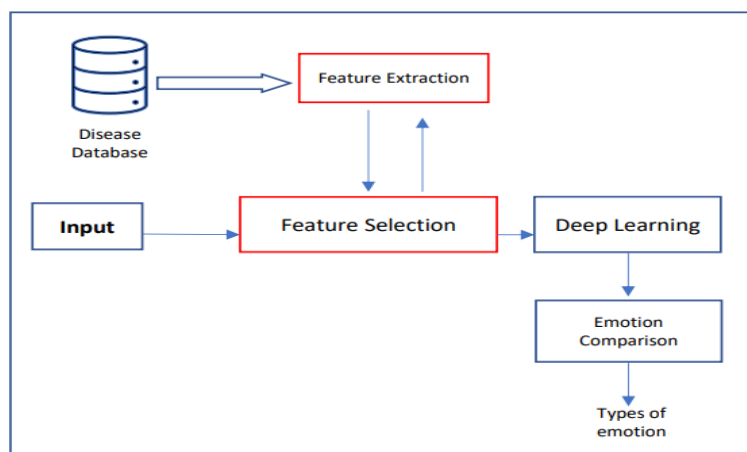 Feature Extraction
Disease
Database
Input
Feature Selection
Deep Learning
Emotion
Comparison
Types of
emotion